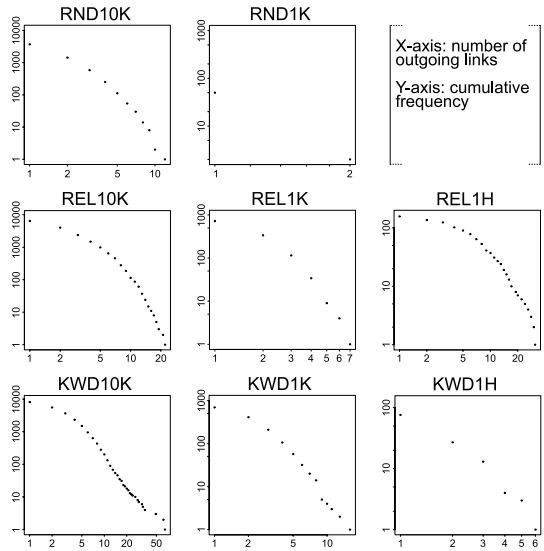 RND10K
RND1K
X-axis: number of
outgoing links
Y-axis: cumulative
frequency
10000
1000
100
10
1
1 2 5 10
1000
100
10
1
1 2
REL10K
REL1K
REL1H
10000
1000
100
10
1
1 2 5 10 20
1000
100
10
1
1 2 3 4 5 6 7
100
10
1
1 2 5 10 20
KWD10K
KWD1K
KWD1H
10000
1000
100
10
1
1 2 5 10 20 50
1000
100
10
1
1 2 5 10
100
10
1
1 2 3 4 5 6